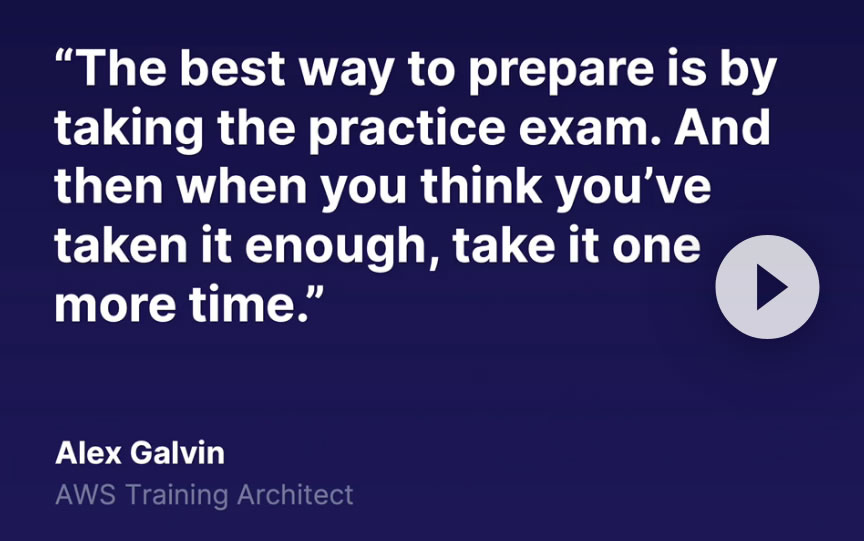 “The best way to prepare is by
taking the practice exam. And
then when you think you’ve
taken it enough, take it one
more time.”
Alex Galvin
AWS Training Architect